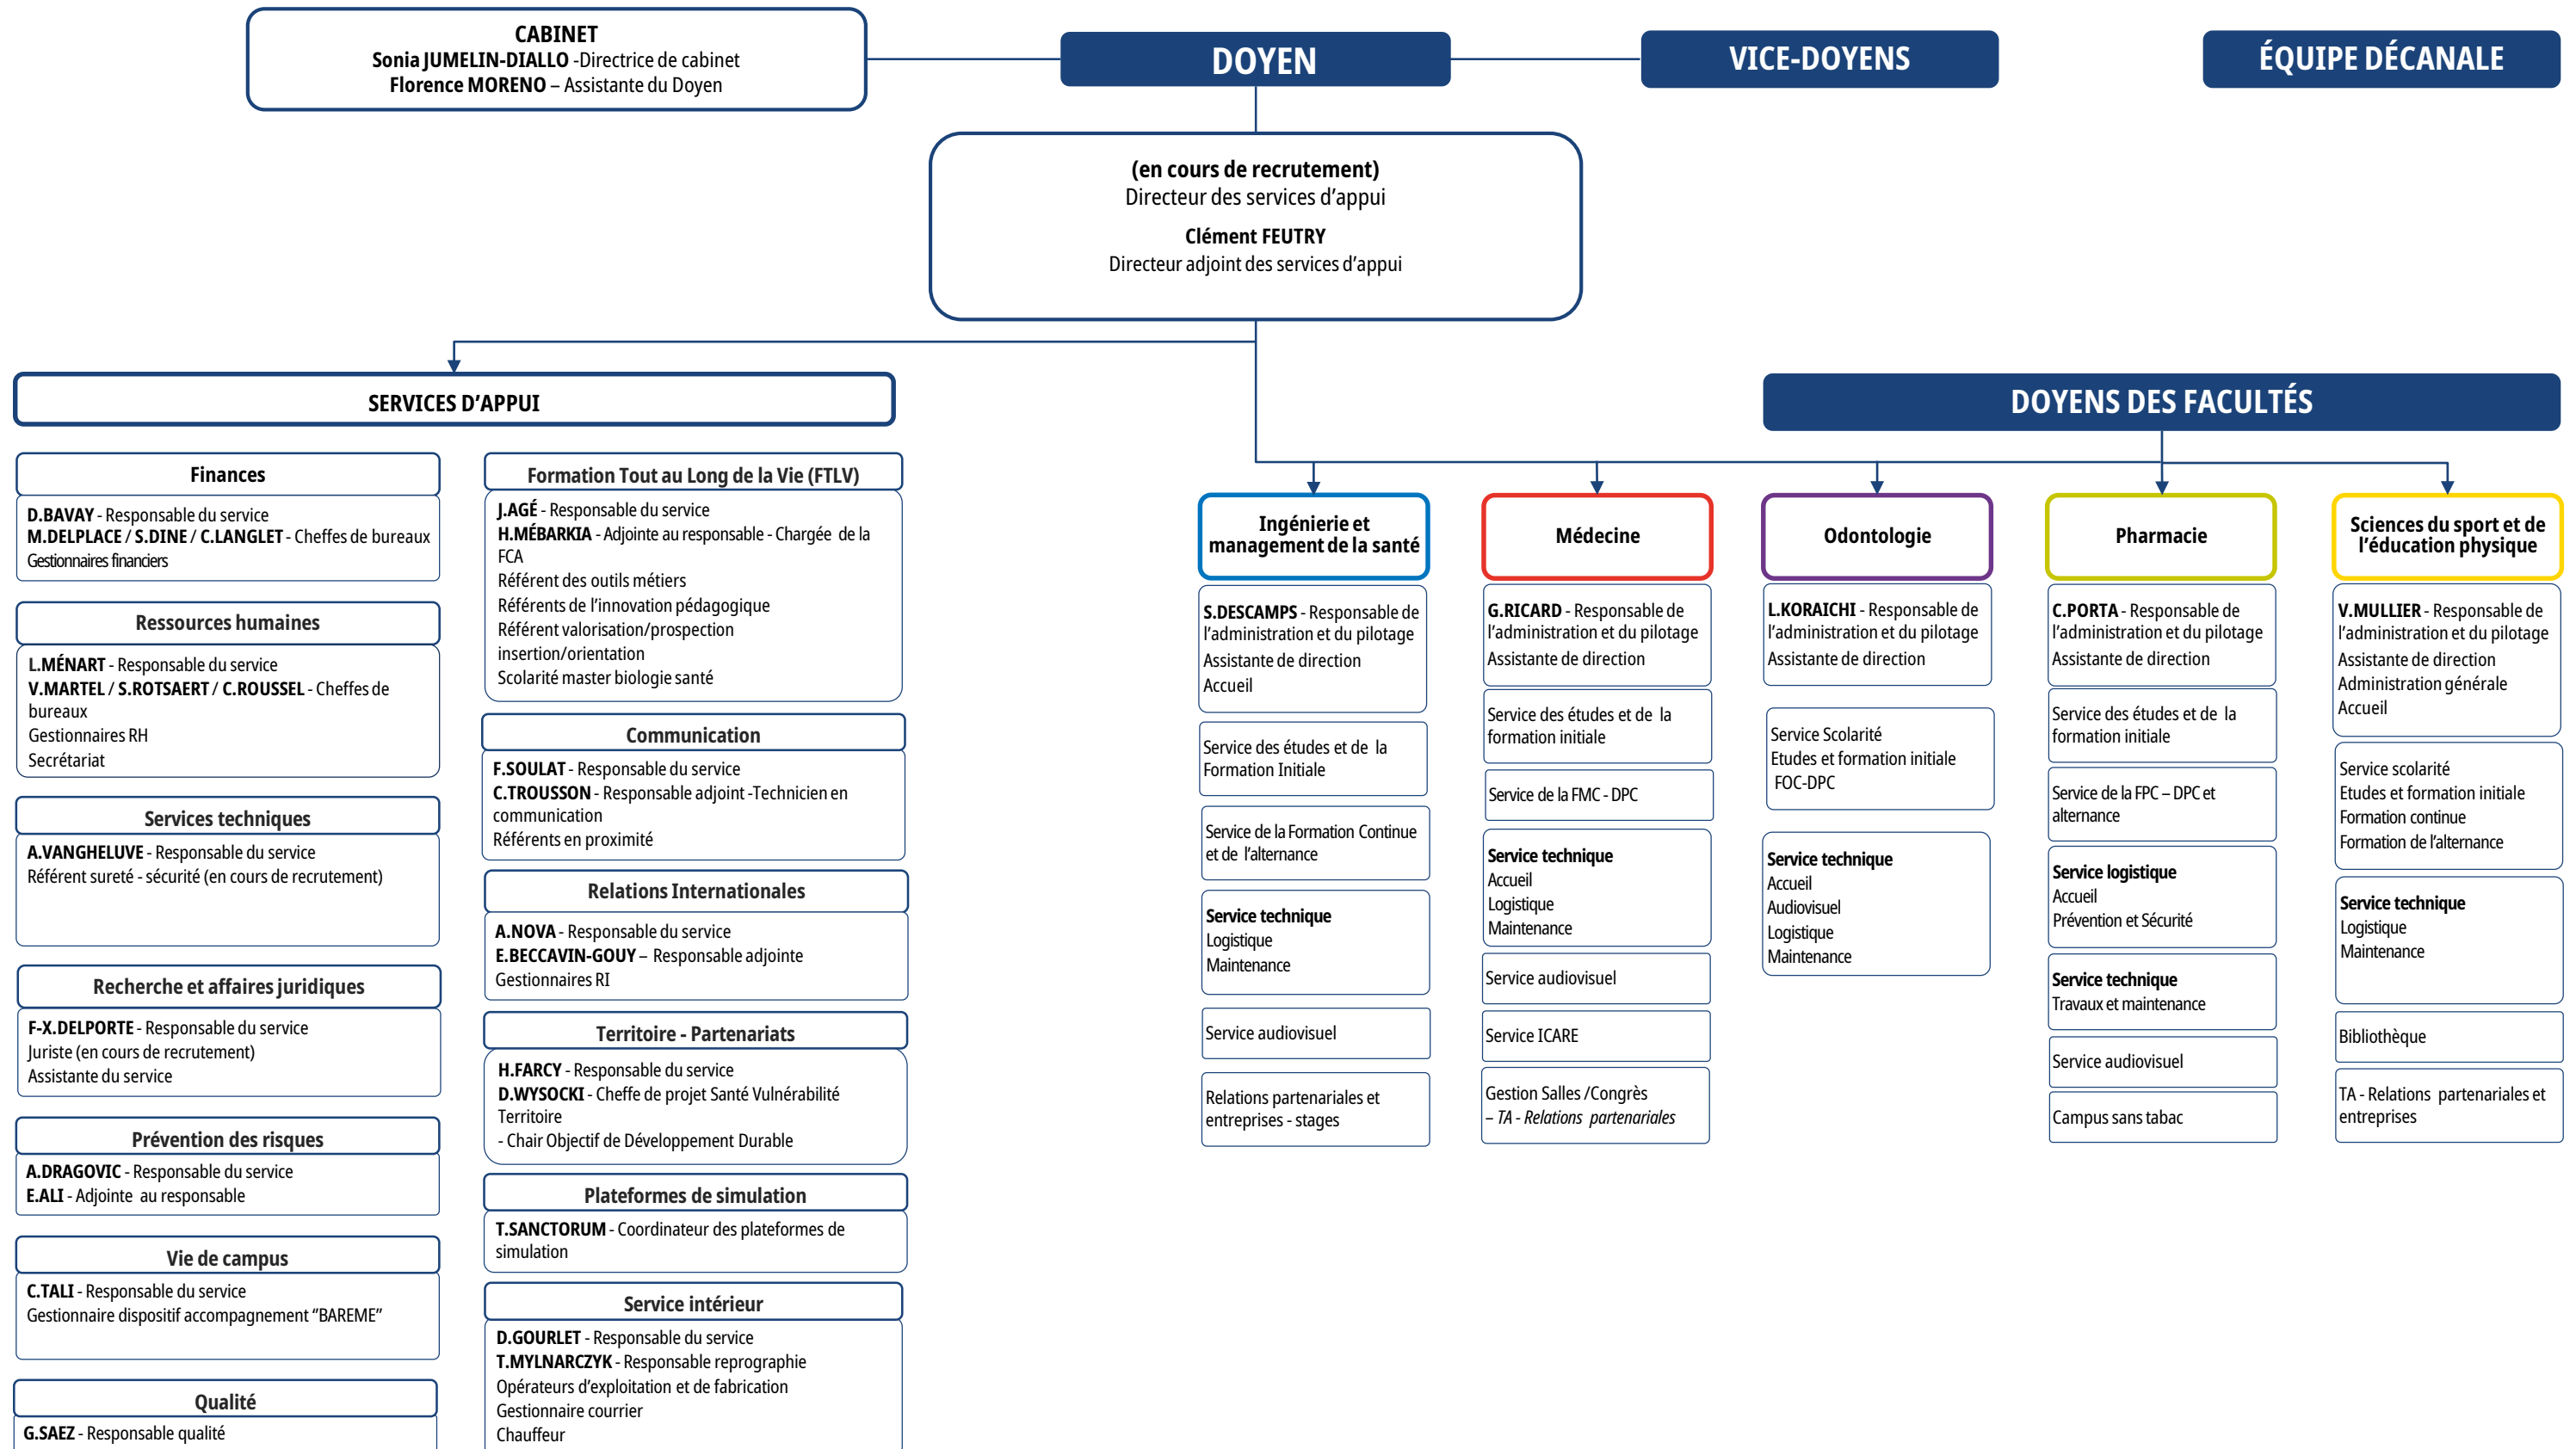 CABINET
Sonia JUMELIN-DIALLO -Directrice de cabinet
Florence MORENO – Assistante du Doyen
DOYEN
VICE-DOYENS
ÉQUIPE DÉCANALE
(en cours de recrutement)
Directeur des services d’appui
Clément FEUTRY
Directeur adjoint des services d’appui
SERVICES D’APPUI
Finances
D.BAVAY - Responsable du service
M.DELPLACE / S.DINE / C.LANGLET - Cheffes de bureaux
Gestionnaires financiers
Ressources humaines
L.MÉNART - Responsable du service
V.MARTEL / S.ROTSAERT / C.ROUSSEL - Cheffes de
bureaux
Gestionnaires RH
Secrétariat
Services techniques
A.VANGHELUVE - Responsable du service
Référent sureté - sécurité (en cours de recrutement)
Recherche et affaires juridiques
F-X.DELPORTE - Responsable du service
Juriste (en cours de recrutement)
Assistante du service
Prévention des risques
A.DRAGOVIC - Responsable du service
E.ALI - Adjointe au responsable
Vie de campus
C.TALI - Responsable du service
Gestionnaire dispositif accompagnement “BAREME”
Qualité
G.SAEZ - Responsable qualité
Formation Tout au Long de la Vie (FTLV)
J.AGÉ - Responsable du service
H.MÉBARKIA - Adjointe au responsable - Chargée de la
FCA
Référent des outils métiers
Référents de l’innovation pédagogique
Référent valorisation/prospection
insertion/orientation
Scolarité master biologie santé
Communication
F.SOULAT - Responsable du service
C.TROUSSON - Responsable adjoint -Technicien en
communication
Référents en proximité
Relations Internationales
A.NOVA - Responsable du service
E.BECCAVIN-GOUY – Responsable adjointe
Gestionnaires RI
Territoire - Partenariats
H.FARCY - Responsable du service
D.WYSOCKI - Cheffe de projet Santé Vulnérabilité
Territoire
- Chair Objectif de Développement Durable
Plateformes de simulation
T.SANCTORUM - Coordinateur des plateformes de
simulation
Service intérieur
D.GOURLET - Responsable du service
T.MYLNARCZYK - Responsable reprographie
Opérateurs d’exploitation et de fabrication
Gestionnaire courrier
Chauffeur
DOYENS DES FACULTÉS
Ingénierie et
management de la santé
S.DESCAMPS - Responsable de
l’administration et du pilotage
Assistante de direction
Accueil
Service des études et de la
Formation Initiale
Service de la Formation Continue
et de l’alternance
Service technique
Logistique
Maintenance
Service audiovisuel
Relations partenariales et
entreprises - stages
Médecine
G.RICARD - Responsable de
l’administration et du pilotage
Assistante de direction
Service des études et de la
formation initiale
Service de la FMC - DPC
Service technique
Accueil
Logistique
Maintenance
Service audiovisuel
Service ICARE
Gestion Salles /Congrès
– TA - Relations partenariales
Odontologie
L.KORAICHI - Responsable de
l’administration et du pilotage
Assistante de direction
Service Scolarité
Etudes et formation initiale
FOC-DPC
Service technique
Accueil
Audiovisuel
Logistique
Maintenance
Pharmacie
C.PORTA - Responsable de
l’administration et du pilotage
Assistante de direction
Service des études et de la
formation initiale
Service de la FPC – DPC et
alternance
Service logistique
Accueil
Prévention et Sécurité
Service technique
Travaux et maintenance
Service audiovisuel
Campus sans tabac
Sciences du sport et de
l’éducation physique
V.MULLIER - Responsable de
l’administration et du pilotage
Assistante de direction
Administration générale
Accueil
Service scolarité
Etudes et formation initiale
Formation continue
Formation de l’alternance
Service technique
Logistique
Maintenance
Bibliothèque
TA - Relations partenariales et
entreprises